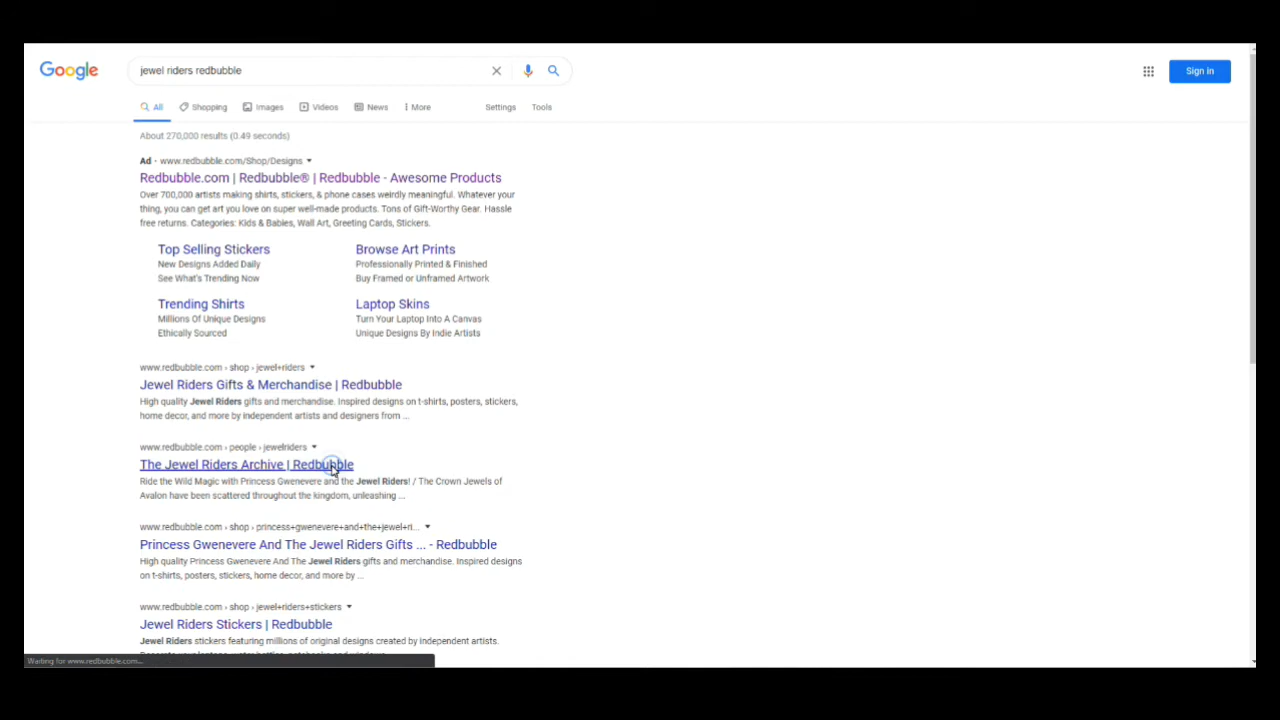 Google
jewel riders redbubble
Sign in
All Shopping Images Videos News More Settings Tools
About 270,000 results (0.49 seconds)
Ad · www.redbubble.com/Shop/Designs
Redbubble.com | Redbubble® | Redbubble - Awesome Products
Over 700,000 artists making shirts, stickers, & phone cases weirdly meaningful. Whatever your
thing, you can get art you love on super well-made products. Tons of Gift-Worthy Gear. Hassle
free returns. Categories: Kids & Babies, Wall Art, Greeting Cards, Stickers.
Top Selling Stickers
New Designs Added Daily
See What's Trending Now
Browse Art Prints
Professionally Printed & Finished
Buy Framed or Unframed Artwork
Trending Shirts
Millions Of Unique Designs
Ethically Sourced
Laptop Skins
Turn Your Laptop Into A Canvas
Unique Designs By Indie Artists
www.redbubble.com › shop › jewel+riders
Jewel Riders Gifts & Merchandise | Redbubble
High quality Jewel Riders gifts and merchandise. Inspired designs on t-shirts, posters, stickers,
home decor, and more by independent artists and designers from ...
www.redbubble.com › people › jewelriders
The Jewel Riders Archive | Redbubble
Ride the Wild Magic with Princess Gwenevere and the Jewel Riders! / The Crown Jewels of
Avalon have been scattered throughout the kingdom, unleashing ...
www.redbubble.com › shop › princess+gwenevere+and+the+jewel+ri...
Princess Gwenevere And The Jewel Riders Gifts ... - Redbubble
High quality Princess Gwenevere And The Jewel Riders gifts and merchandise. Inspired designs
on t-shirts, posters, stickers, home decor, and more by ...
www.redbubble.com › shop › jewel+riders+stickers
Jewel Riders Stickers | Redbubble
Jewel Riders stickers featuring millions of original designs created by independent artists.
Waiting for www.redbubble.com...